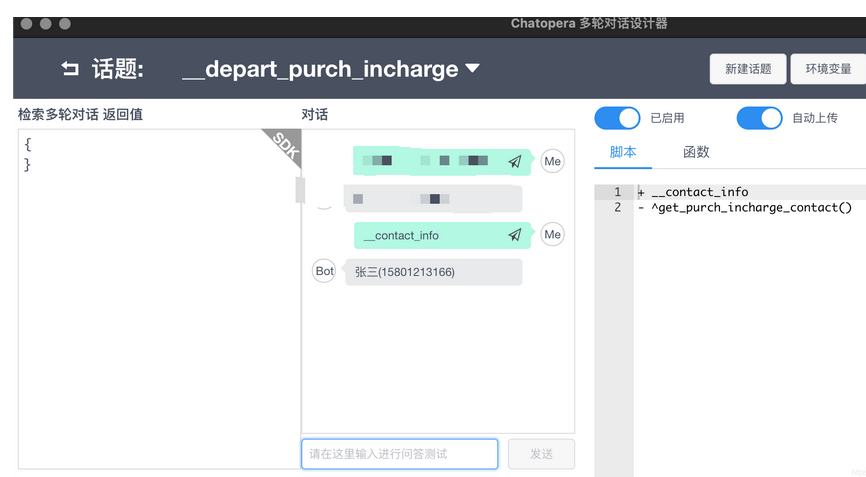 Chatopera 多轮对话设计器
话题: __depart_purch_incharge
新建话题
环境变量
检索多轮对话 返回值
对话
已启用
自动上传
{
}
SDK
Me
脚本
函数
1 + __contact_info
2 - ^get_purch_incharge_contact()
__contact_info
Me
Bot
张三(15801213166)
请在这里输入进行问答测试
发送